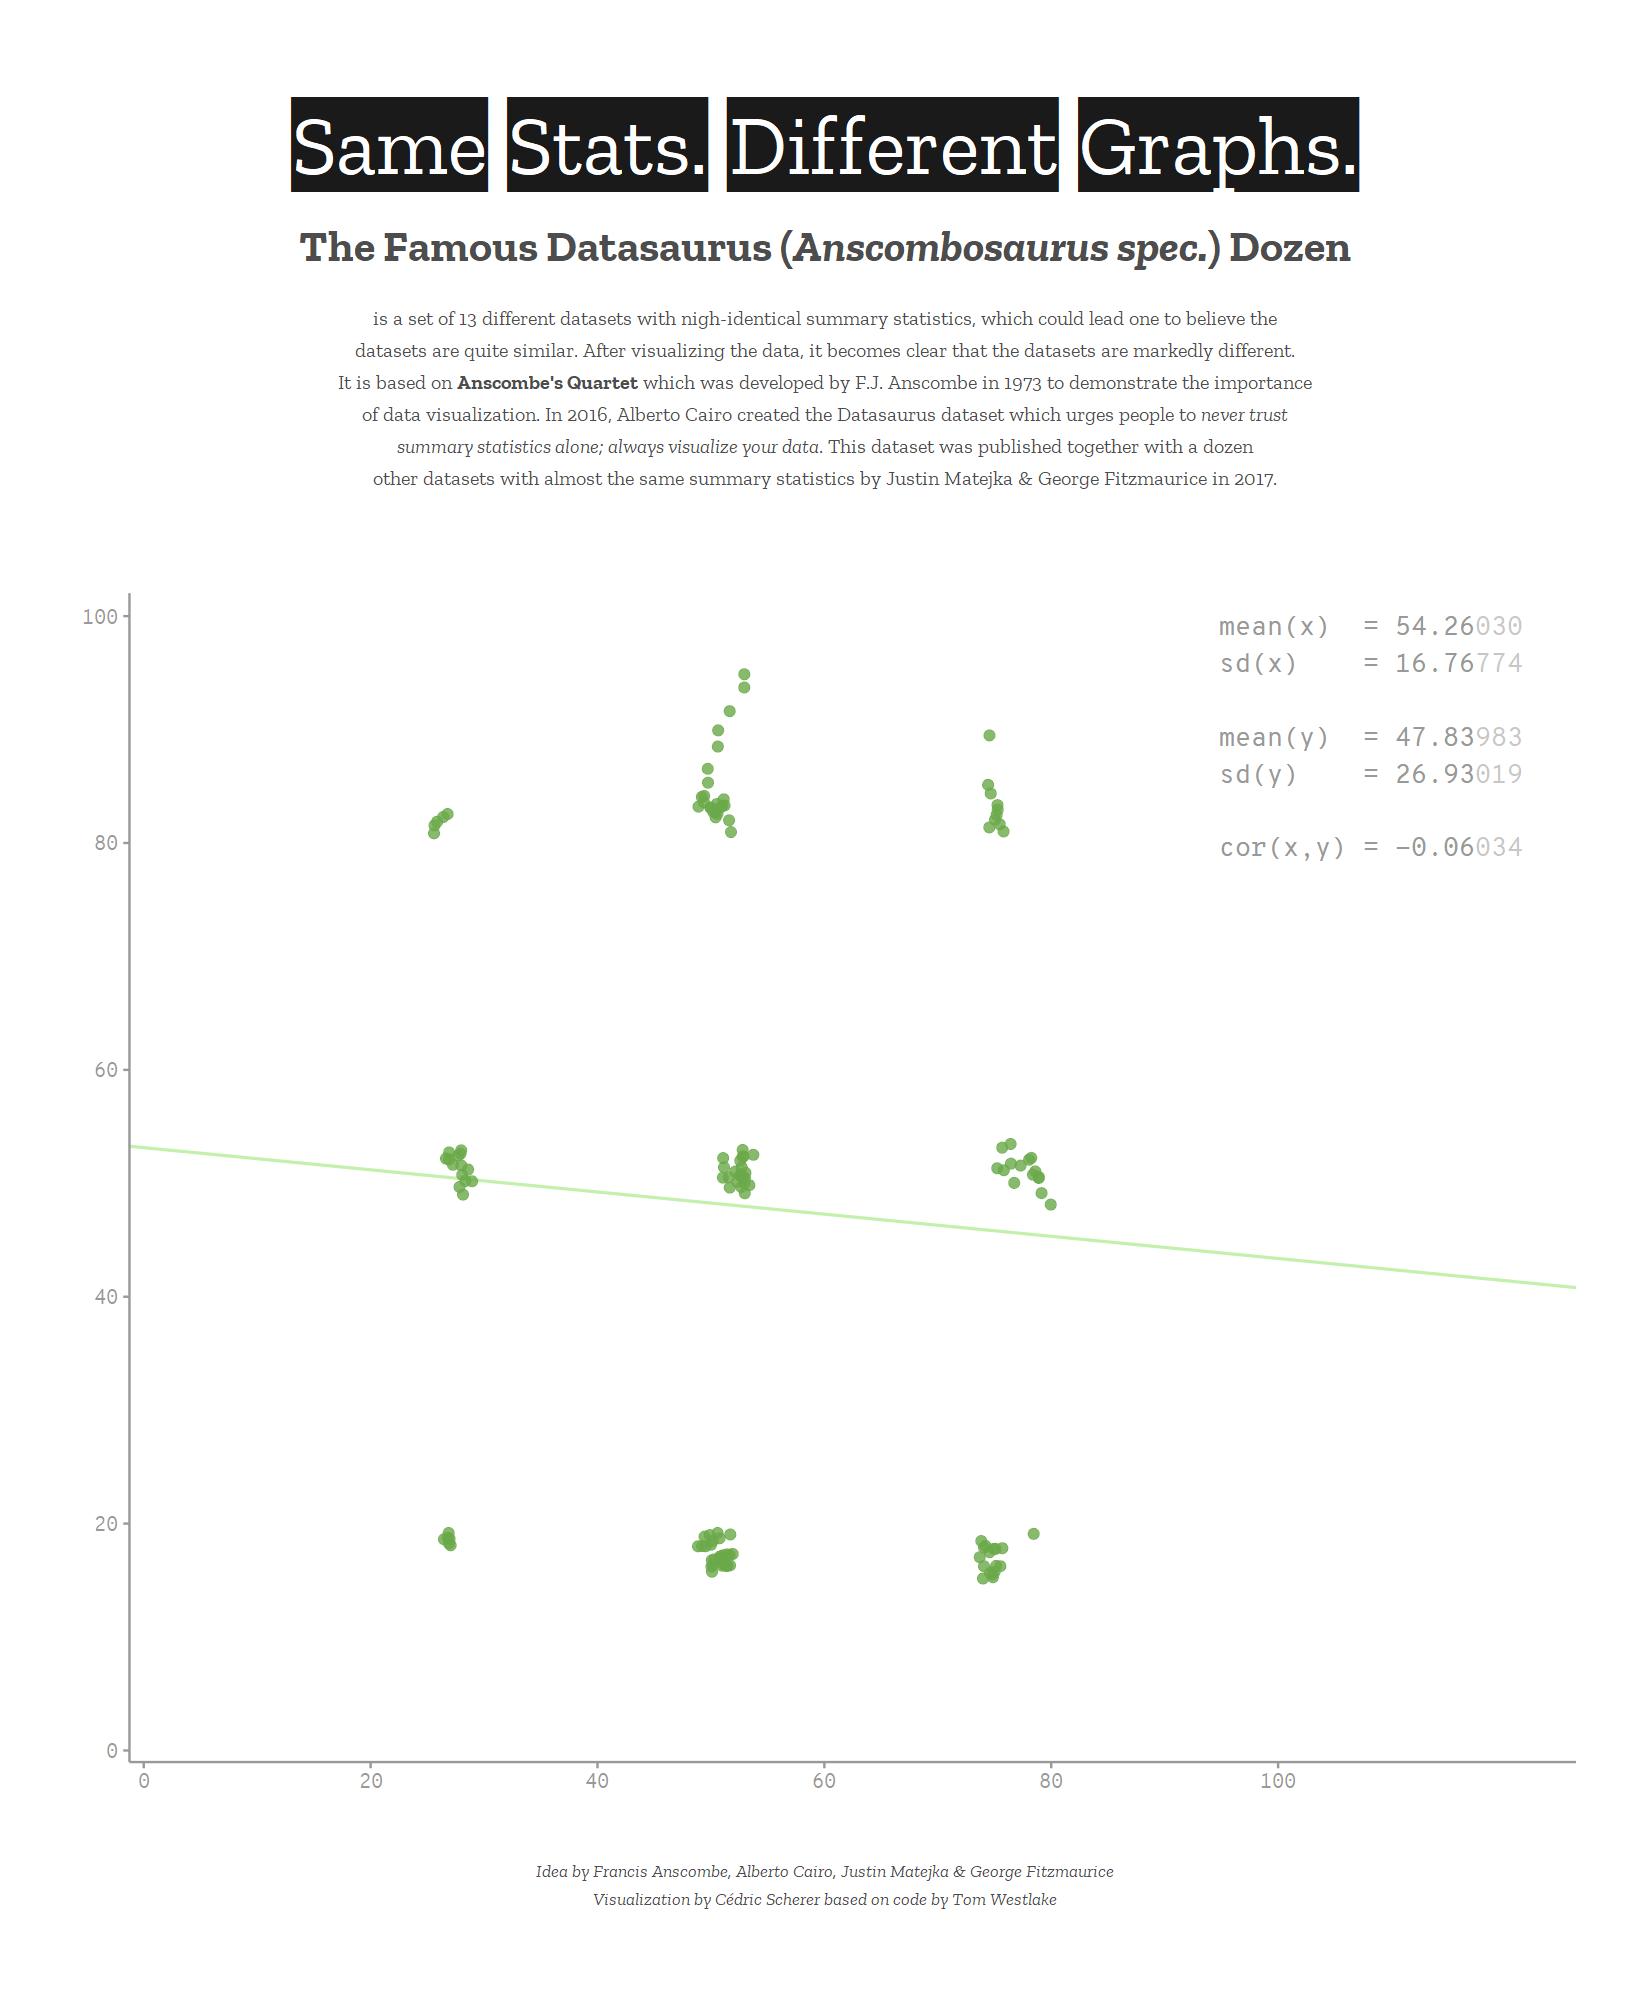 Same Stats. Different Graphs.
The Famous Datasaurus (Anscombosaurus spec.) Dozen
is a set of 13 different datasets with nigh-identical summary statistics, which could lead one to believe the
datasets are quite similar. After visualizing the data, it becomes clear that the datasets are markedly different.
It is based on Anscombe's Quartet which was developed by F.J. Anscombe in 1973 to demonstrate the importance
of data visualization. In 2016, Alberto Cairo created the Datasaurus dataset which urges people to never trust
summary statistics alone; always visualize your data. This dataset was published together with a dozen
other datasets with almost the same summary statistics by Justin Matejka & George Fitzmaurice in 2017.
mean(x) = 54.26030
sd(x) = 16.76774
mean(y) = 47.83983
sd(y) = 26.93019
cor(x,y) = −0.06034
100
80
60
40
20
0
0 20 40 60 80 100
Idea by Francis Anscombe, Alberto Cairo, Justin Matejka & George Fitzmaurice
Visualization by Cédric Scherer based on code by Tom Westlake